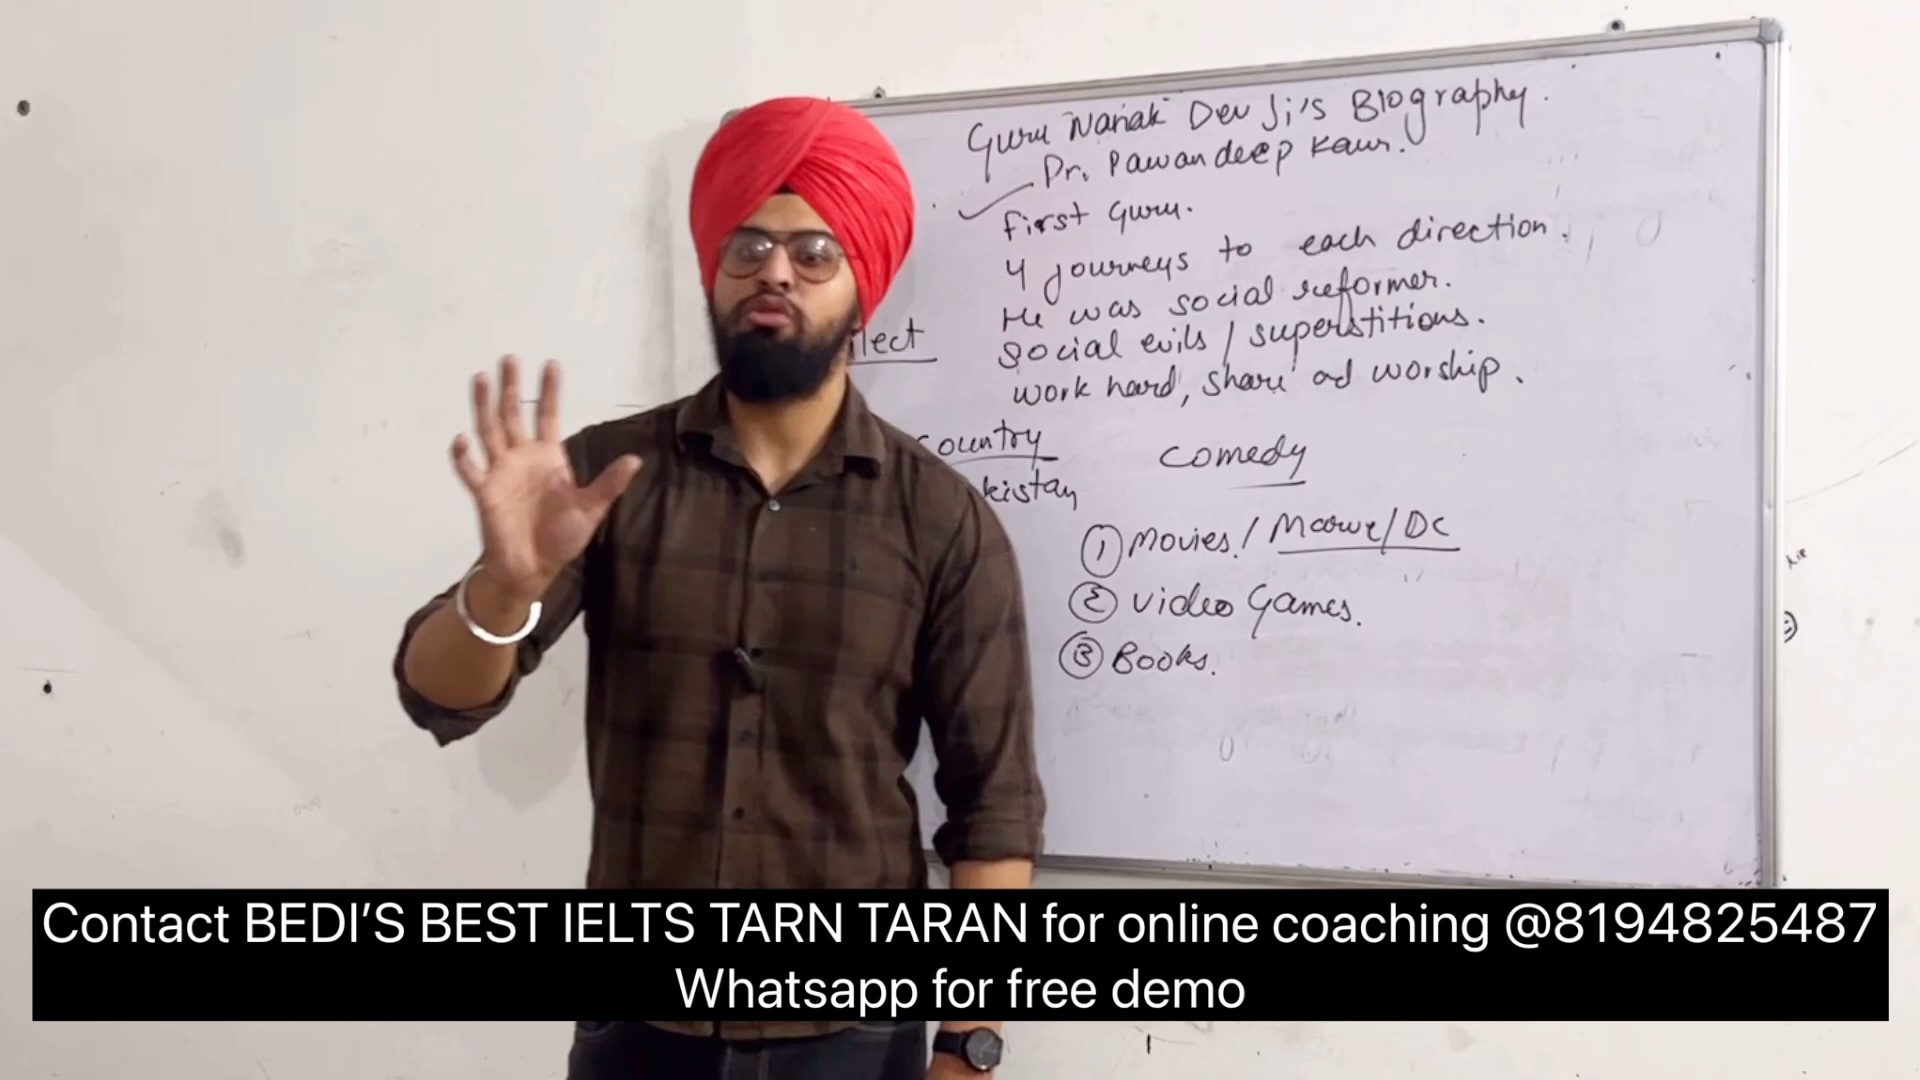 Guru Nanak Dev Ji's Biography.
Dr. Pawandeep Kaur.
First Guru.
4 journeys to each direction.
He was social reformer.
Social evils / superstitions.
work hard, share ad worship.
lect
country
kistan
comedy
① Movies. / Marve/DC
② Video Games.
③ Books.
Contact BEDI'S BEST IELTS TARN TARAN for online coaching @8194825487
Whatsapp for free demo